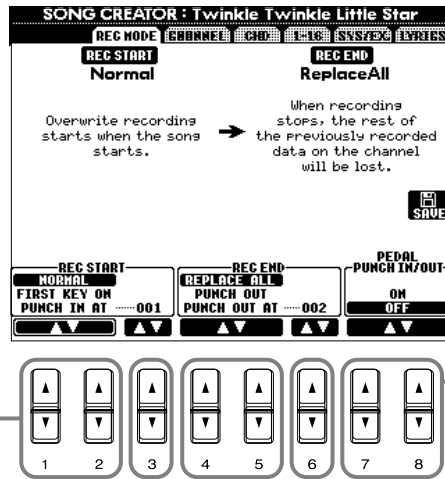 SONG CREATOR : Twinkle Twinkle Little Star
REC MODE CHANNEL CHD 1-16 SYS/EX. LYRICS
REC START REC END
Normal ReplaceAll
Overwrite recording
starts when the song
starts.
When recording
stops, the rest of
the previously recorded
data on the channel
will be lost.
SAVE
REC START
NORMAL
FIRST KEY ON
PUNCH IN AT ······001
REC END
REPLACE ALL
PUNCH OUT
PUNCH OUT AT ·····002
PEDAL
PUNCH IN/OUT
ON
OFF
1 2 3 4 5 6 7 8